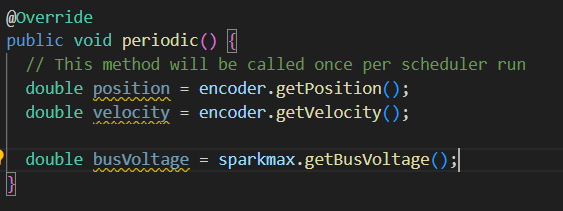 @Override
public void periodic() {
// This method will be called once per scheduler run
double position = encoder.getPosition();
double velocity = encoder.getVelocity();
double busVoltage = sparkmax.getBusVoltage();
}